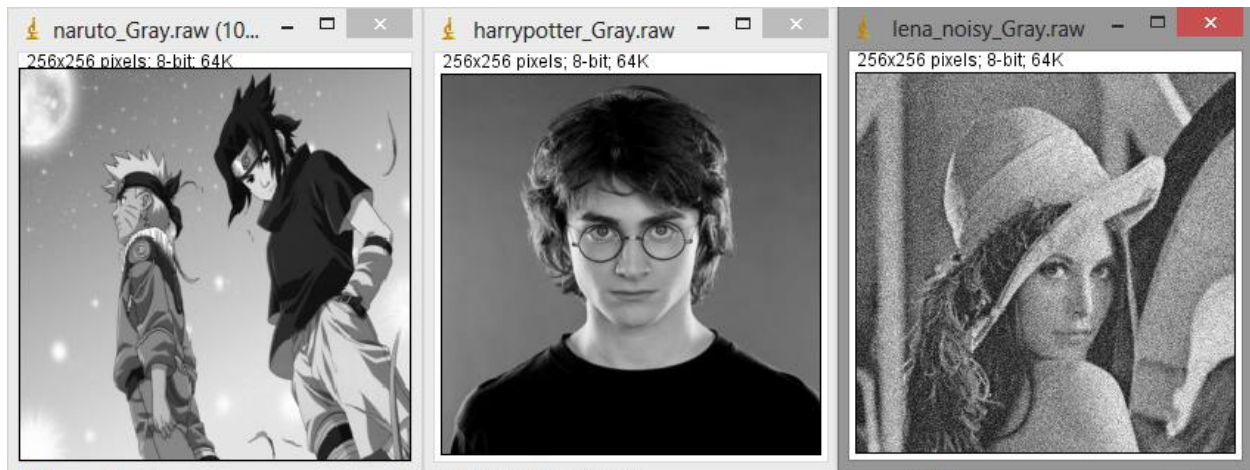 naruto_Gray.raw (10...
256x256 pixels; 8-bit; 64K
harrypotter_Gray.raw
256x256 pixels; 8-bit; 64K
lena_noisy_Gray.raw
256x256 pixels; 8-bit; 64K